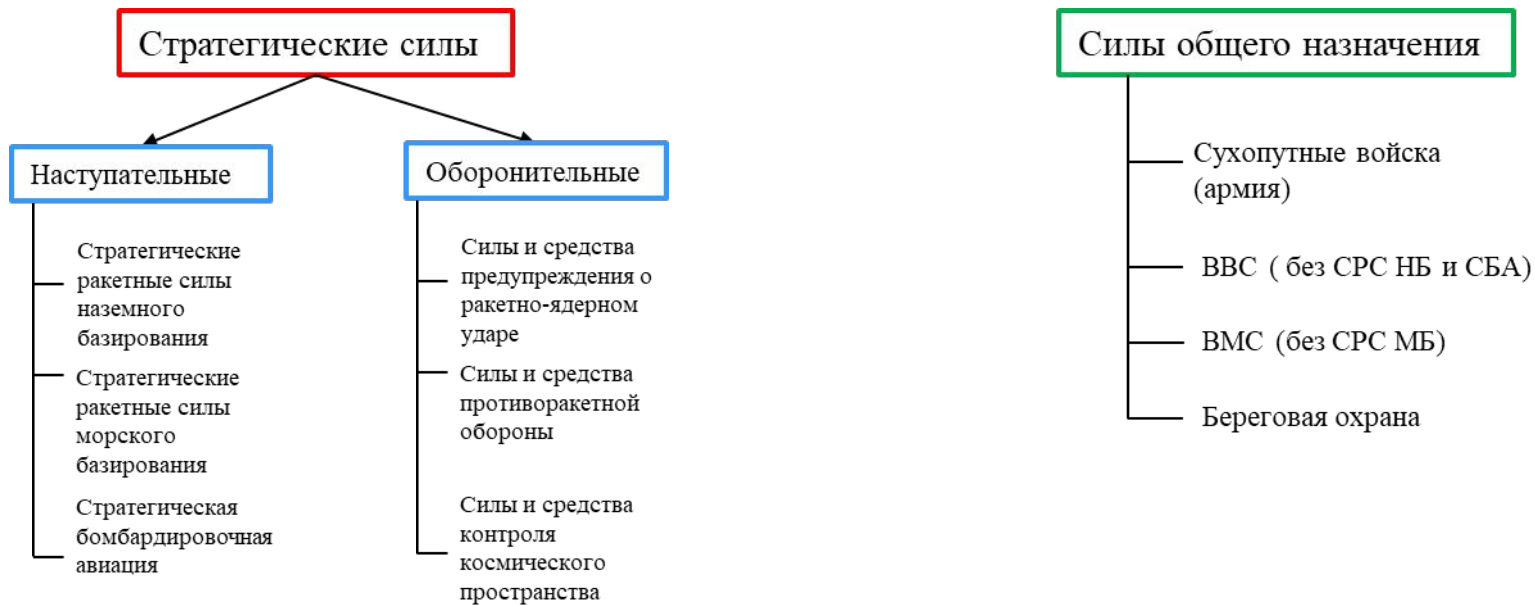 Стратегические силы
Наступательные
Стратегические
ракетные силы
наземного
базирования
Стратегические
ракетные силы
морского
базирования
Стратегическая
бомбардировочная
авиация
Оборонительные
Силы и средства
предупреждения о
ракетно-ядерном
ударе
Силы и средства
противоракетной
обороны
Силы и средства
контроля
космического
пространства
Силы общего назначения
Сухопутные войска
(армия)
ВВС ( без СРС НБ и СБА)
ВМС (без СРС МБ)
Береговая охрана